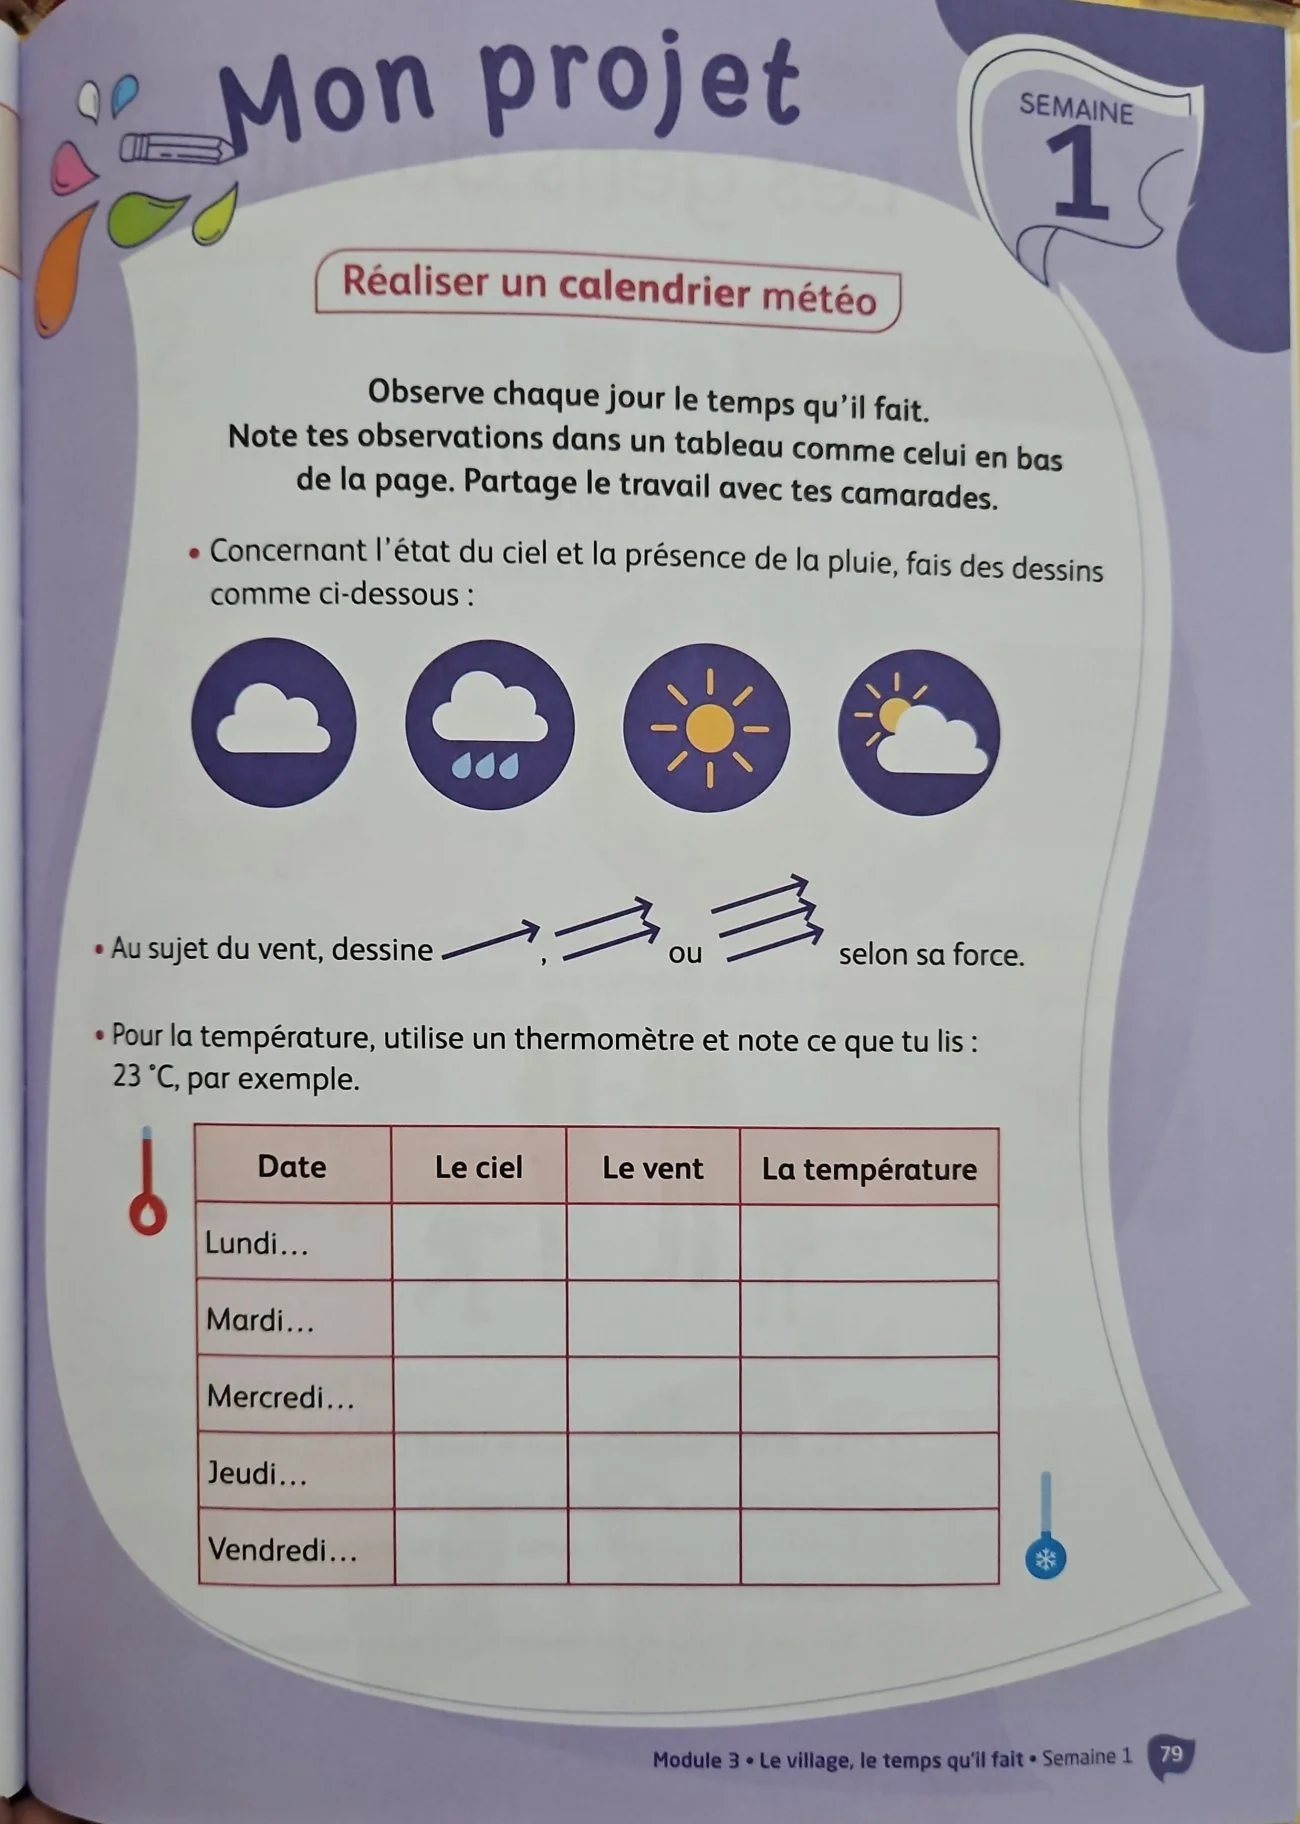 Mon projet
SEMAINE
1
Réaliser un calendrier météo
Observe chaque jour le temps qu'il fait.
Note tes observations dans un tableau comme celui en bas
de la page. Partage le travail avec tes camarades.
• Concernant l'état du ciel et la présence de la pluie, fais des dessins
comme ci-dessous :
• Au sujet du vent, dessine , ou selon sa force.
• Pour la température, utilise un thermomètre et note ce que tu lis :
23 °C, par exemple.
Date Le ciel Le vent La température
Lundi...
Mardi...
Mercredi...
Jeudi...
Vendredi...
Module 3 • Le village, le temps qu'il fait • Semaine 1 79